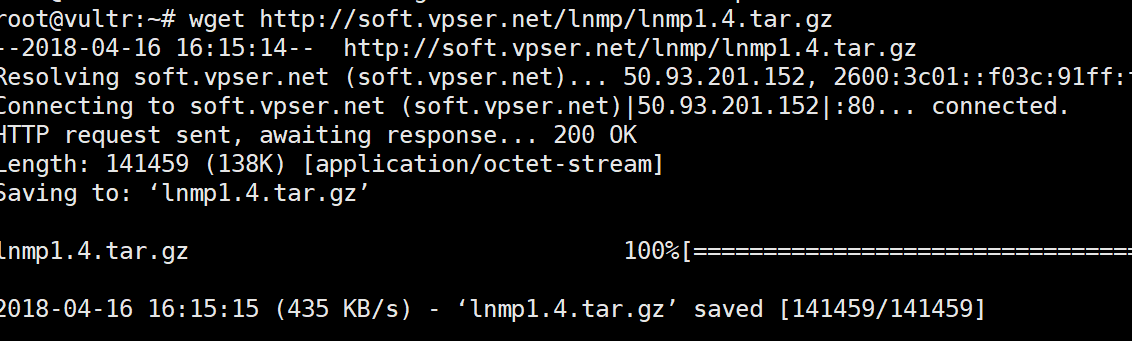 root@vultr:~# wget http://soft.vpser.net/lnmp/lnmp1.4.tar.gz
--2018-04-16 16:15:14--  http://soft.vpser.net/lnmp/lnmp1.4.tar.gz
Resolving soft.vpser.net (soft.vpser.net)... 50.93.201.152, 2600:3c01::f03c:91ff:
Connecting to soft.vpser.net (soft.vpser.net)|50.93.201.152|:80... connected.
HTTP request sent, awaiting response... 200 OK
Length: 141459 (138K) [application/octet-stream]
Saving to: ‘lnmp1.4.tar.gz’
lnmp1.4.tar.gz 100%[===============================
2018-04-16 16:15:15 (435 KB/s) - ‘lnmp1.4.tar.gz’ saved [141459/141459]